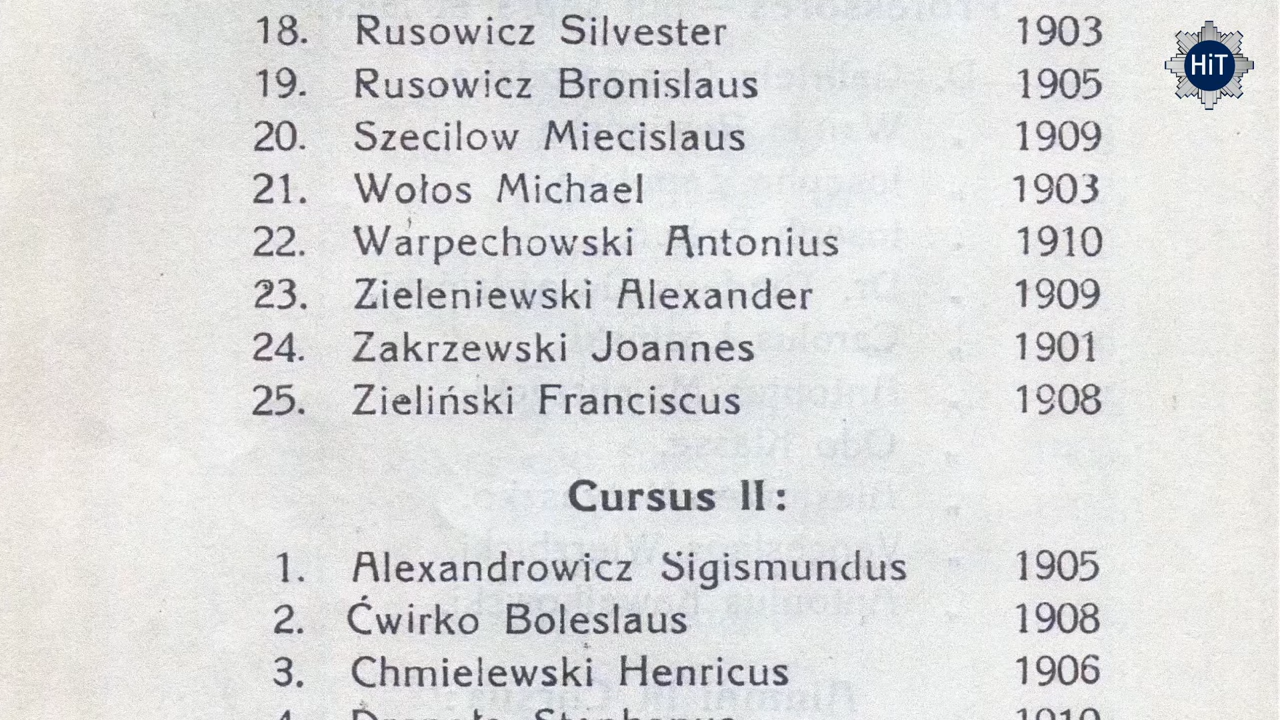 18. Rusowicz Silvester 1903
19. Rusowicz Bronislaus 1905
20. Szecilow Miecislaus 1909
21. Wołos Michael 1903
22. Warpechowski Antonius 1910
23. Zieleniewski Alexander 1909
24. Zakrzewski Joannes 1901
25. Zieliński Franciscus 1908
Cursus II:
1. Alexandrowicz Sigismundus 1905
2. Ćwirko Boleslaus 1908
3. Chmielewski Henricus 1906
HiT